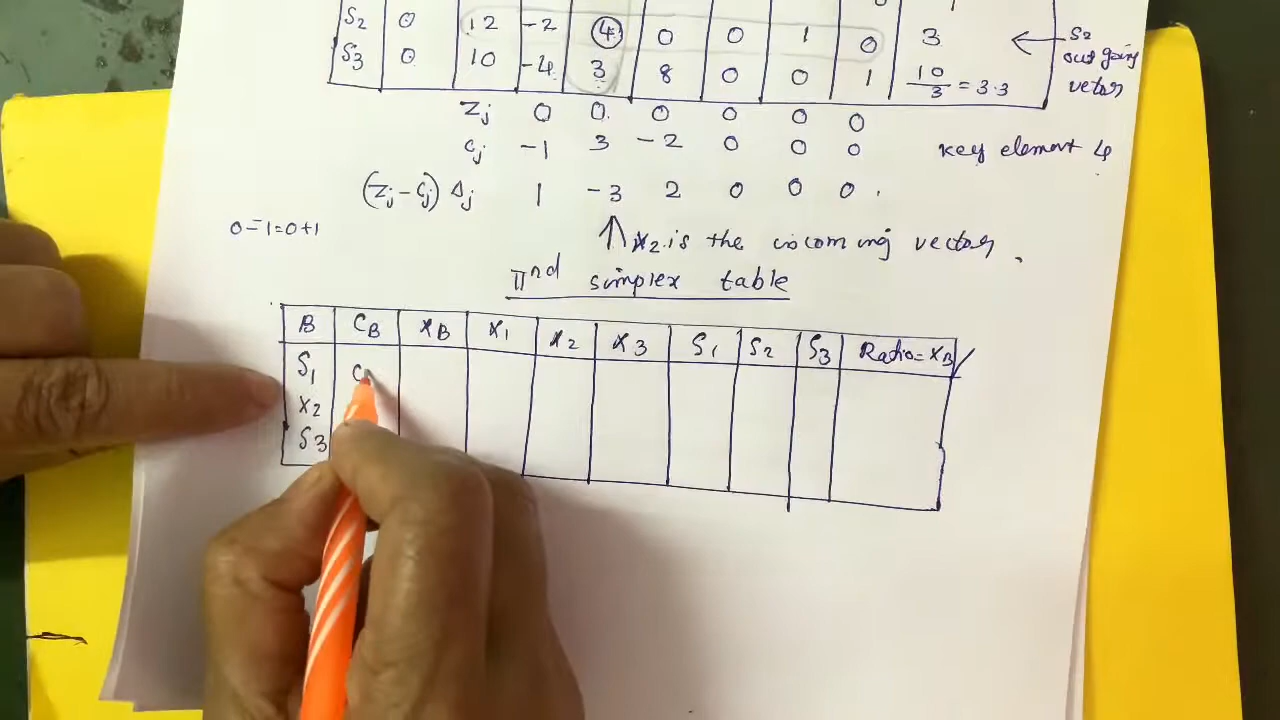 S2 0 12 -2 4 0 0 1 0 3 ← S2
out going
S3 0 10 -4 3 8 0 0 1 10/3 = 3.3 vector
Zj 0 0 0 0 0 0
Cj -1 3 -2 0 0 0 key element 4
(Zj - Cj) Δj 1 -3 2 0 0 0
0 - -1 = 0+1
↑ x2 is the incoming vector.
IInd simplex table
B CB XB X1 X2 X3 S1 S2 S3 Ratio = XB/
S1
X2
S3